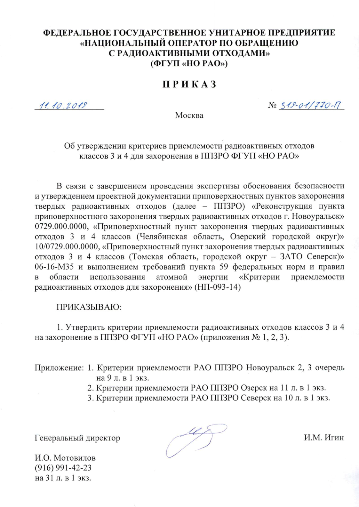 ФЕДЕРАЛЬНОЕ ГОСУДАРСТВЕННОЕ УНИТАРНОЕ ПРЕДПРИЯТИЕ
«НАЦИОНАЛЬНЫЙ ОПЕРАТОР ПО ОБРАЩЕНИЮ
С РАДИОАКТИВНЫМИ ОТХОДАМИ»
(ФГУП «НО РАО»)
П Р И К А З
11.10.2018 № 319-01/770-П
Москва
Об утверждении критериев приемлемости радиоактивных отходов
классов 3 и 4 для захоронения в ППЗРО ФГУП «НО РАО»
В связи с завершением проведения экспертизы обоснования безопасности
и утверждением проектной документации приповерхностных пунктов захоронения
твердых радиоактивных отходов (далее – ППЗРО) «Реконструкция пункта
приповерхностного захоронения твердых радиоактивных отходов г. Новоуральск»
0729.000.0000, «Приповерхностный пункт захоронения твердых радиоактивных
отходов 3 и 4 классов (Челябинская область, Озерский городской округ)»
10/0729.000.0000, «Приповерхностный пункт захоронения твердых радиоактивных
отходов 3 и 4 классов (Томская область, городской округ – ЗАТО Северск)»
06-16-М35 и выполнением требований пункта 59 федеральных норм и правил
в области использования атомной энергии «Критерии приемлемости
радиоактивных отходов для захоронения» (НП-093-14)
ПРИКАЗЫВАЮ:
1. Утвердить критерии приемлемости радиоактивных отходов классов 3 и 4
на захоронение в ППЗРО ФГУП «НО РАО» (приложения № 1, 2, 3).
Приложение: 1. Критерии приемлемости РАО ППЗРО Новоуральск 2, 3 очередь
на 9 л. в 1 экз.
2. Критерии приемлемости РАО ППЗРО Озерск на 11 л. в 1 экз.
3. Критерии приемлемости РАО ППЗРО Северск на 10 л. в 1 экз.
Генеральный директор И.М. Игин
И.О. Мотовилов
(916) 991-42-23
на 31 л. в 1 экз.